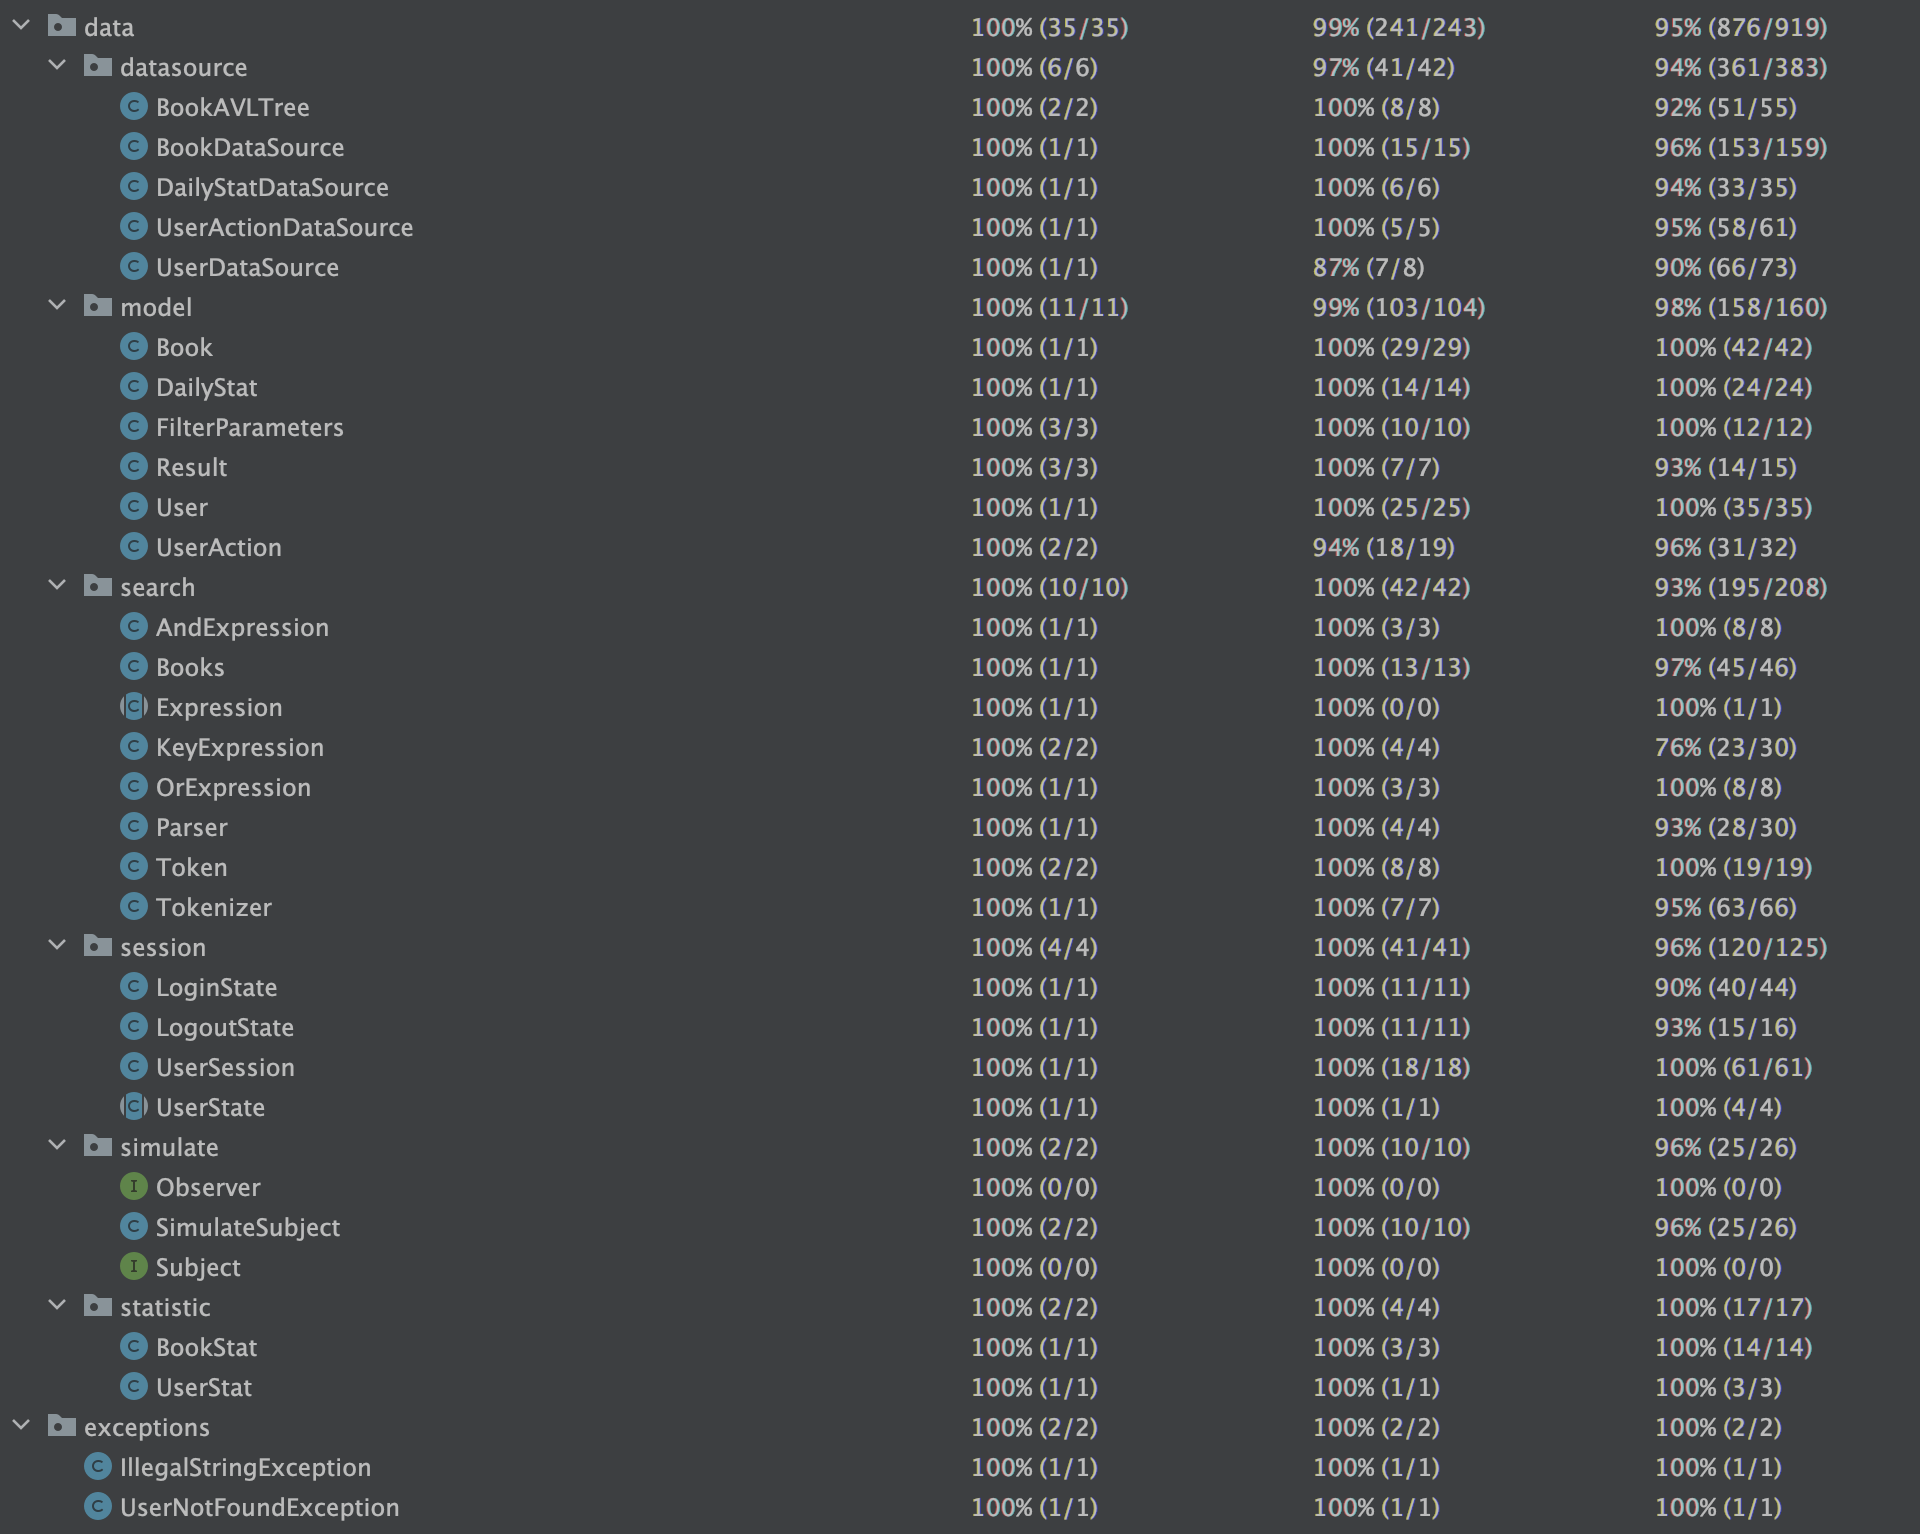 data 100% (35/35) 99% (241/243) 95% (876/919)
datasource 100% (6/6) 97% (41/42) 94% (361/383)
C BookAVLTree 100% (2/2) 100% (8/8) 92% (51/55)
C BookDataSource 100% (1/1) 100% (15/15) 96% (153/159)
C DailyStatDataSource 100% (1/1) 100% (6/6) 94% (33/35)
C UserActionDataSource 100% (1/1) 100% (5/5) 95% (58/61)
C UserDataSource 100% (1/1) 87% (7/8) 90% (66/73)
model 100% (11/11) 99% (103/104) 98% (158/160)
C Book 100% (1/1) 100% (29/29) 100% (42/42)
C DailyStat 100% (1/1) 100% (14/14) 100% (24/24)
C FilterParameters 100% (3/3) 100% (10/10) 100% (12/12)
C Result 100% (3/3) 100% (7/7) 93% (14/15)
C User 100% (1/1) 100% (25/25) 100% (35/35)
C UserAction 100% (2/2) 94% (18/19) 96% (31/32)
search 100% (10/10) 100% (42/42) 93% (195/208)
C AndExpression 100% (1/1) 100% (3/3) 100% (8/8)
C Books 100% (1/1) 100% (13/13) 97% (45/46)
C Expression 100% (1/1) 100% (0/0) 100% (1/1)
C KeyExpression 100% (2/2) 100% (4/4) 76% (23/30)
C OrExpression 100% (1/1) 100% (3/3) 100% (8/8)
C Parser 100% (1/1) 100% (4/4) 93% (28/30)
C Token 100% (2/2) 100% (8/8) 100% (19/19)
C Tokenizer 100% (1/1) 100% (7/7) 95% (63/66)
session 100% (4/4) 100% (41/41) 96% (120/125)
C LoginState 100% (1/1) 100% (11/11) 90% (40/44)
C LogoutState 100% (1/1) 100% (11/11) 93% (15/16)
C UserSession 100% (1/1) 100% (18/18) 100% (61/61)
C UserState 100% (1/1) 100% (1/1) 100% (4/4)
simulate 100% (2/2) 100% (10/10) 96% (25/26)
I Observer 100% (0/0) 100% (0/0) 100% (0/0)
C SimulateSubject 100% (2/2) 100% (10/10) 96% (25/26)
I Subject 100% (0/0) 100% (0/0) 100% (0/0)
statistic 100% (2/2) 100% (4/4) 100% (17/17)
C BookStat 100% (1/1) 100% (3/3) 100% (14/14)
C UserStat 100% (1/1) 100% (1/1) 100% (3/3)
exceptions 100% (2/2) 100% (2/2) 100% (2/2)
C IllegalStringException 100% (1/1) 100% (1/1) 100% (1/1)
C UserNotFoundException 100% (1/1) 100% (1/1) 100% (1/1)